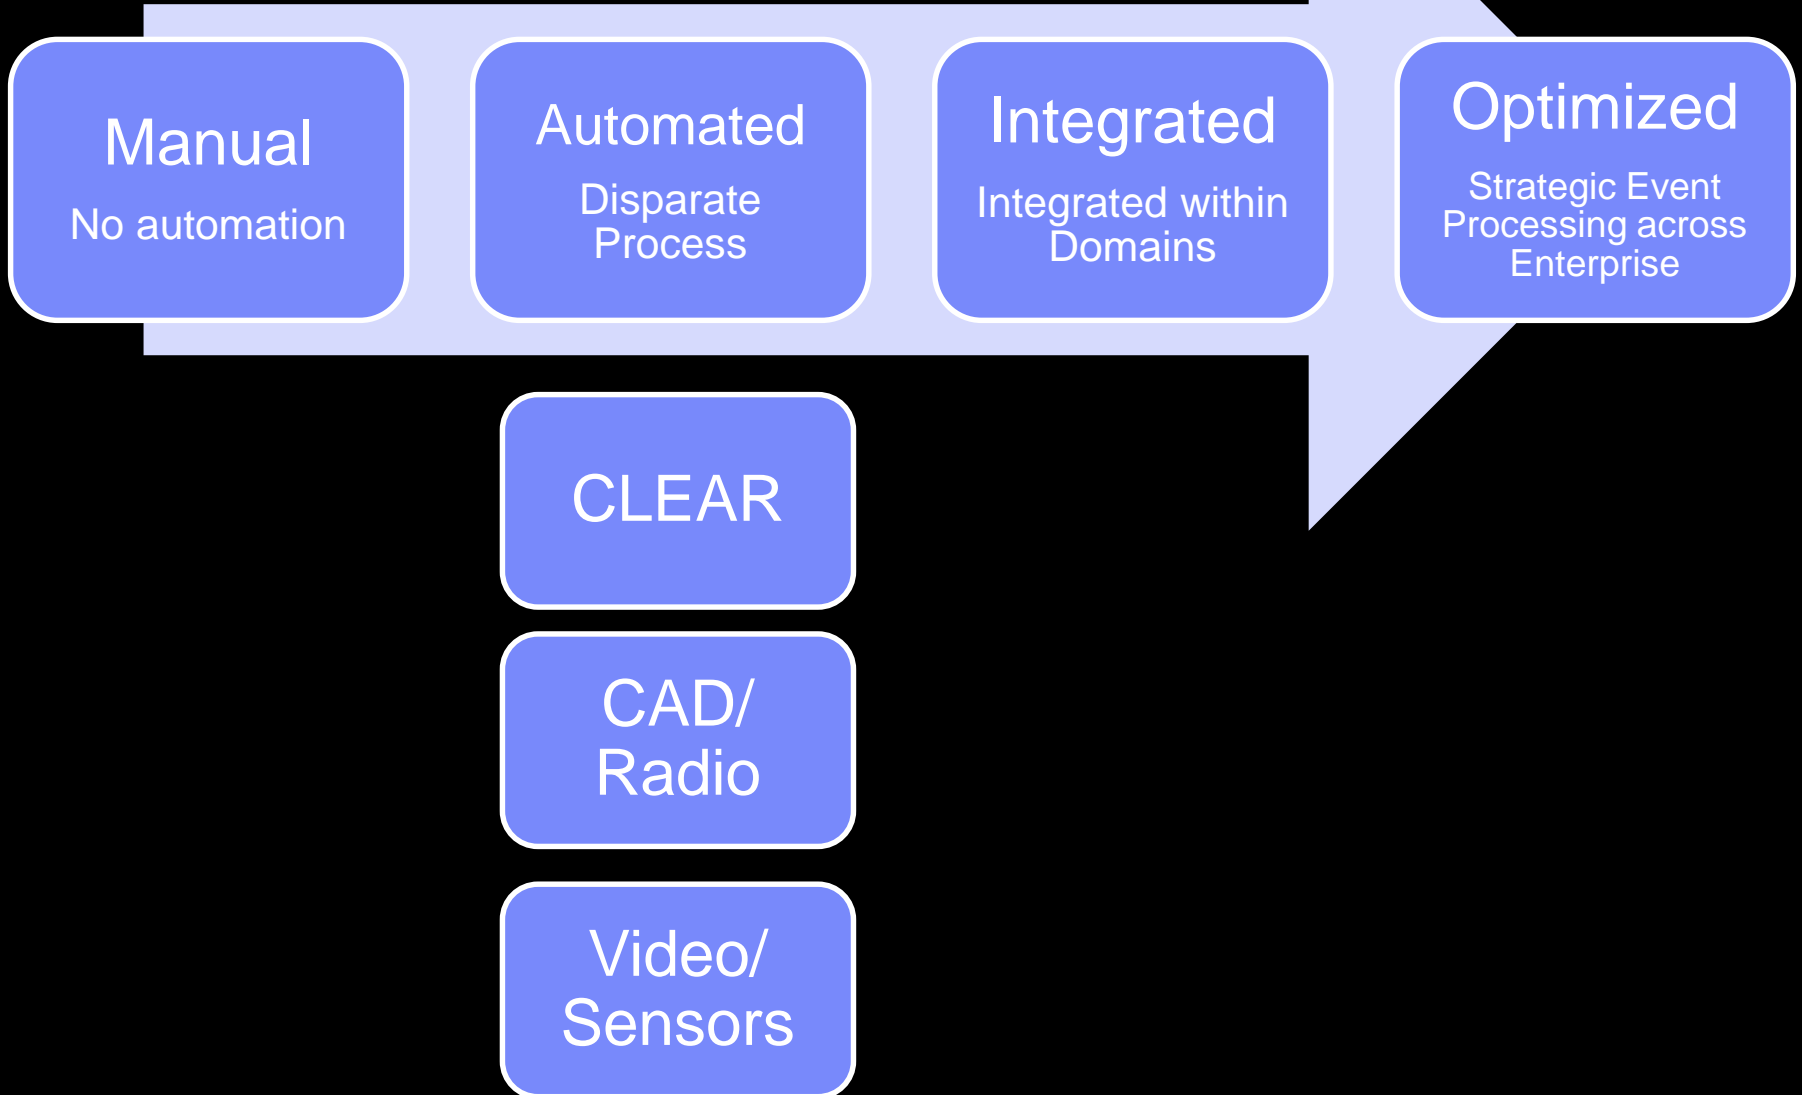 Manual
No automation
Automated
Disparate
Process
Integrated
Integrated within
Domains
Optimized
Strategic Event
Processing across
Enterprise
CLEAR
CAD/
Radio
Video/
Sensors